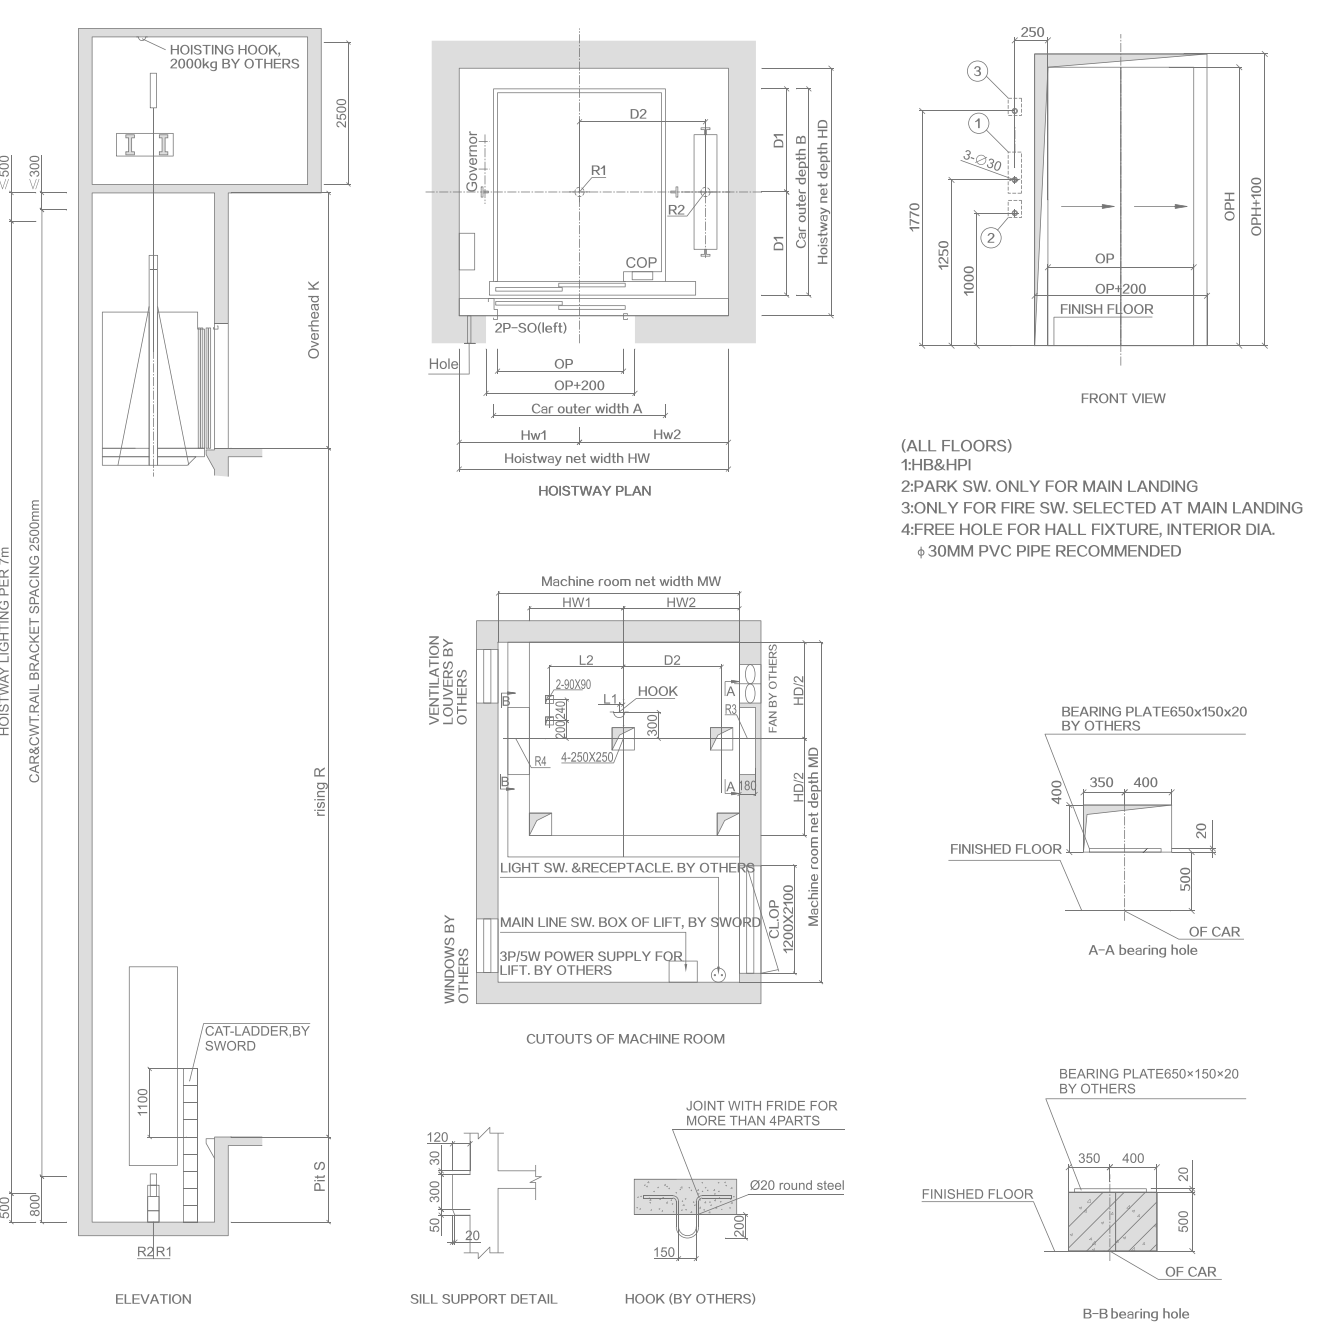 HOISTING HOOK,
2000kg BY OTHERS
2500
≤500
≤300
Overhead K
HOISTWAY LIGHTING PER 7m
CAR&CWT.RAIL BRACKET SPACING 2500mm
rising R
CAT-LADDER,BY
SWORD
1100
Pit S
500
800
R2 R1
ELEVATION
D2
Governor
R1
R2
COP
D1
D1
Car outer depth B
Hoistway net depth HD
2P-SO(left)
Hole
OP
OP+200
Car outer width A
Hw1
Hw2
Hoistway net width HW
HOISTWAY PLAN
250
3
1
3-∅30
2
1770
1250
1000
OPH
OPH+100
OP
OP+200
FINISH FLOOR
FRONT VIEW
(ALL FLOORS)
1:HB&HPI
2:PARK SW. ONLY FOR MAIN LANDING
3:ONLY FOR FIRE SW. SELECTED AT MAIN LANDING
4:FREE HOLE FOR HALL FIXTURE, INTERIOR DIA.
ϕ30MM PVC PIPE RECOMMENDED
Machine room net width MW
HW1
HW2
VENTILATION
LOUVERS BY
OTHERS
L2
D2
2-90X90
B
L1
HOOK
A
R3
FAN BY OTHERS
HD/2
200
240
300
R4
4-250X250
B
A
180
HD/2
Machine room net depth MD
LIGHT SW. &RECEPTACLE. BY OTHERS
MAIN LINE SW. BOX OF LIFT, BY SWORD
3P/5W POWER SUPPLY FOR
LIFT. BY OTHERS
CL.OP
1200X2100
WINDOWS BY
OTHERS
CUTOUTS OF MACHINE ROOM
BEARING PLATE650x150x20
BY OTHERS
350
400
400
20
FINISHED FLOOR
500
OF CAR
A-A bearing hole
120
30
300
50
20
SILL SUPPORT DETAIL
JOINT WITH FRIDE FOR
MORE THAN 4PARTS
Ø20 round steel
200
150
HOOK (BY OTHERS)
BEARING PLATE650×150×20
BY OTHERS
350
400
20
FINISHED FLOOR
500
OF CAR
B-B bearing hole